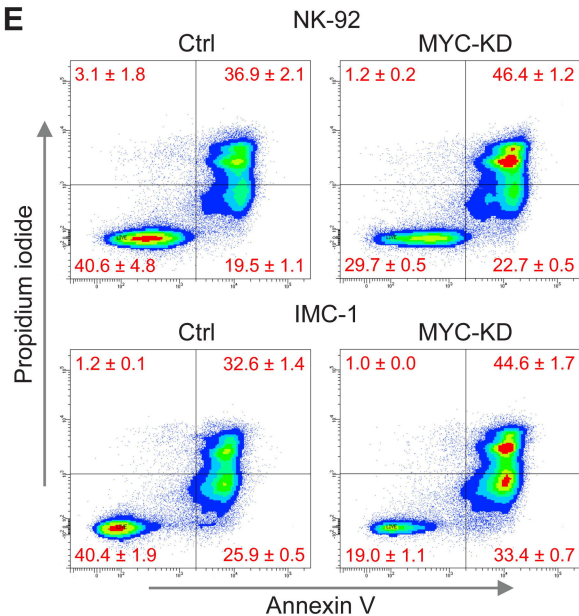 E
NK-92
Ctrl MYC-KD
3.1 ± 1.8 36.9 ± 2.1 1.2 ± 0.2 46.4 ± 1.2
40.6 ± 4.8 19.5 ± 1.1 29.7 ± 0.5 22.7 ± 0.5
IMC-1
Ctrl MYC-KD
1.2 ± 0.1 32.6 ± 1.4 1.0 ± 0.0 44.6 ± 1.7
40.4 ± 1.9 25.9 ± 0.5 19.0 ± 1.1 33.4 ± 0.7
Propidium iodide
Annexin V